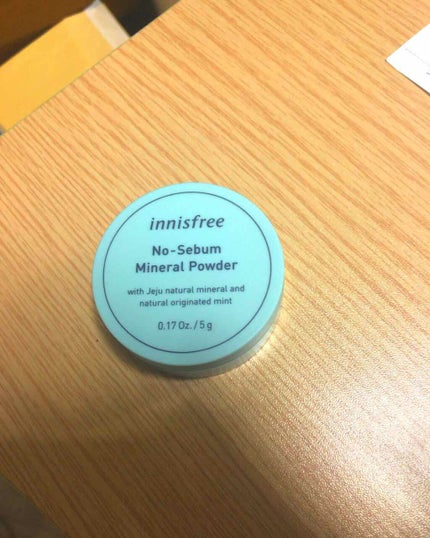 innisfree
No-Sebum
Mineral Powder
with Jeju natural mineral and
natural originated mint
0.17 Oz. / 5 g